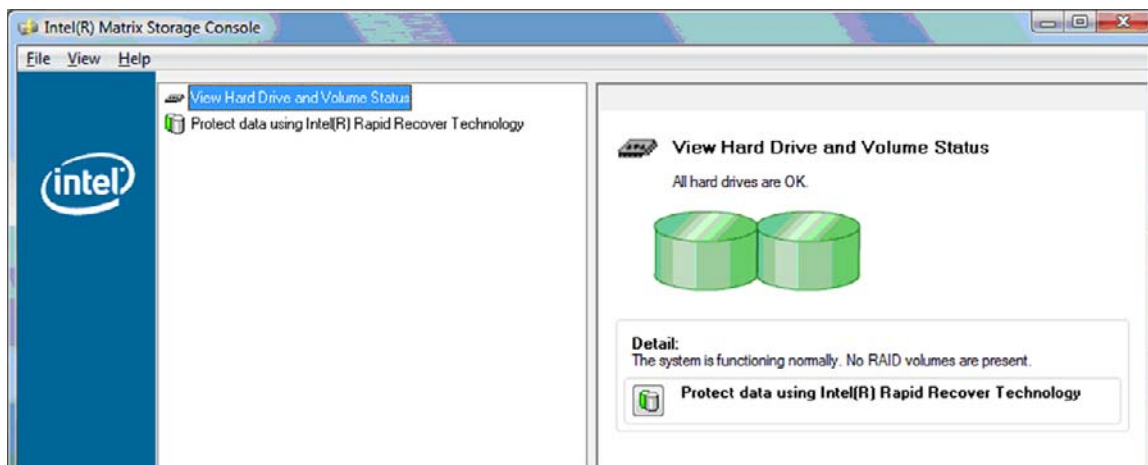 Intel(R) Matrix Storage Console
File View Help
intel
View Hard Drive and Volume Status
Protect data using Intel(R) Rapid Recover Technology
View Hard Drive and Volume Status
All hard drives are OK.
Detail:
The system is functioning normally. No RAID volumes are present.
Protect data using Intel(R) Rapid Recover Technology